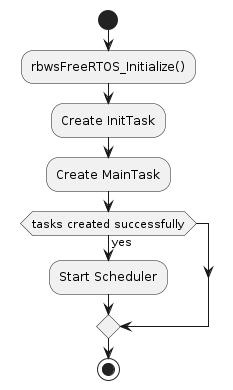 rbwsFreeRTOS_Initialize()
Create InitTask
Create MainTask
tasks created successfully
yes
Start Scheduler